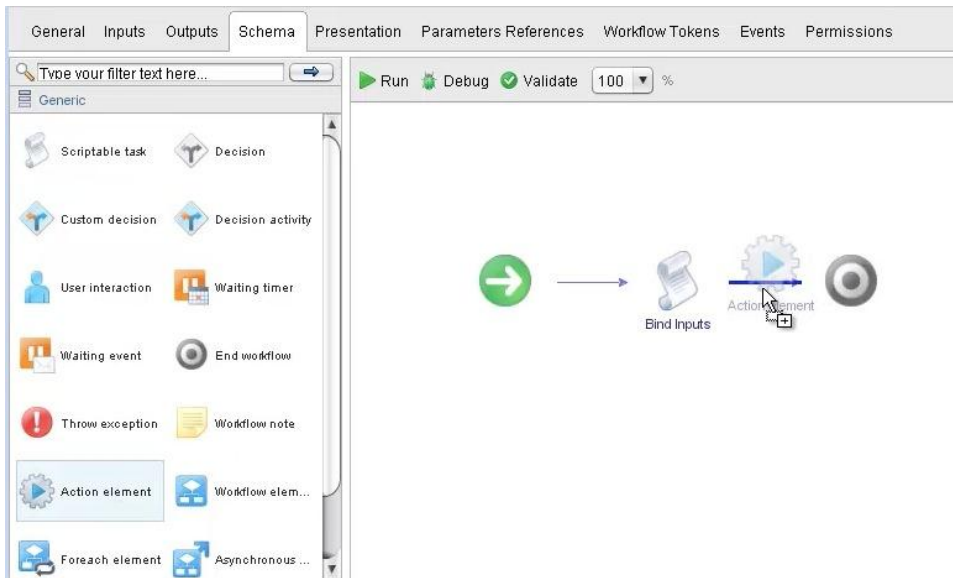 General Inputs Outputs Schema Presentation Parameters References Workflow Tokens Events Permissions
Type your filter text here...
Generic
Run Debug Validate 100 %
Scriptable task Decision
Custom decision Decision activity
User interaction Waiting timer
Waiting event End workflow
Throw exception Workflow note
Action element Workflow elem...
Foreach element Asynchronous ...
Action element
Bind Inputs